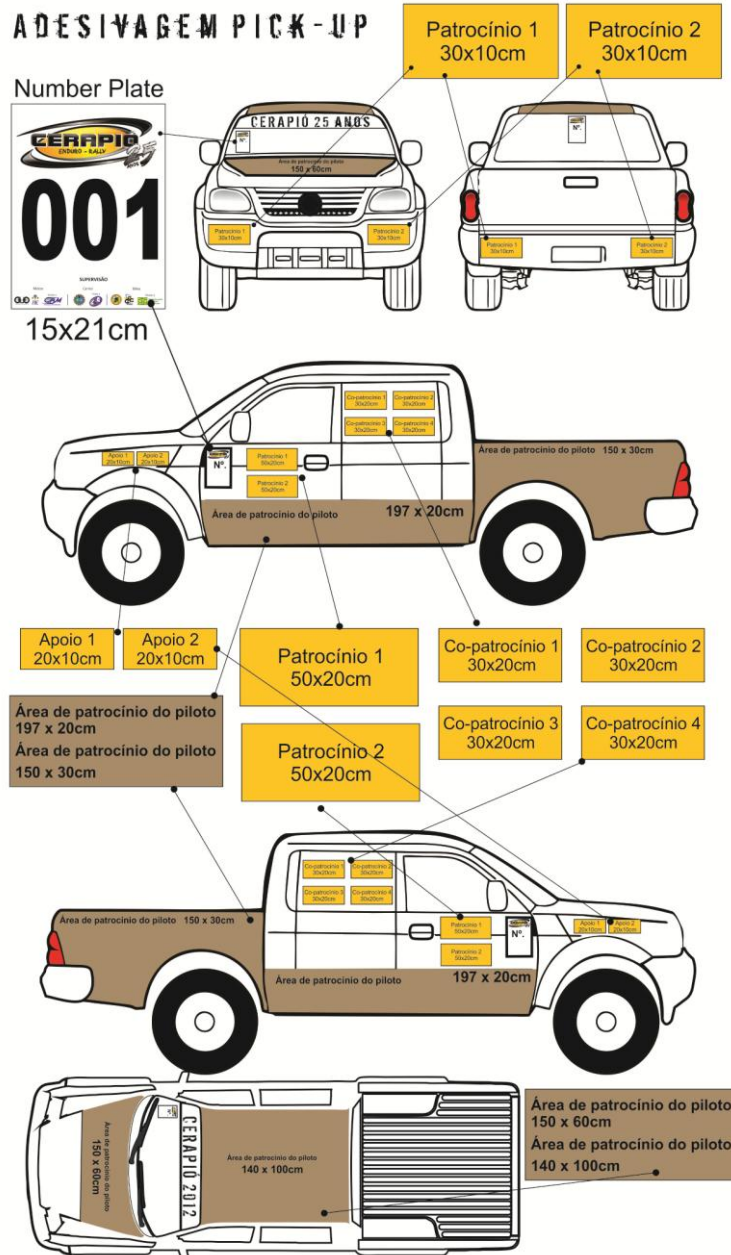 ADESIVAGEM PICK-UP
Patrocínio 1
30x10cm
Patrocínio 2
30x10cm
Number Plate
CERAPIÓ
ENDURO - RALLY
25
001
SUPERVISÃO
15x21cm
CERAPIÓ 25 ANOS
Nº.
Área de patrocínio do piloto
150 x 60cm
Patrocínio 1
30x10cm
Patrocínio 2
30x10cm
Nº.
Patrocínio 1
30x10cm
Patrocínio 2
30x10cm
Co-patrocínio 1
30x20cm
Co-patrocínio 2
30x20cm
Co-patrocínio 3
30x20cm
Co-patrocínio 4
30x20cm
Apoio 1
20x10cm
Apoio 2
20x10cm
Nº.
Patrocínio 1
50x20cm
Patrocínio 2
50x20cm
Área de patrocínio do piloto 150 x 30cm
Área de patrocínio do piloto 197 x 20cm
Apoio 1
20x10cm
Apoio 2
20x10cm
Patrocínio 1
50x20cm
Co-patrocínio 1
30x20cm
Co-patrocínio 2
30x20cm
Área de patrocínio do piloto
197 x 20cm
Área de patrocínio do piloto
150 x 30cm
Patrocínio 2
50x20cm
Co-patrocínio 3
30x20cm
Co-patrocínio 4
30x20cm
Co-patrocínio 1
30x20cm
Co-patrocínio 2
30x20cm
Co-patrocínio 3
30x20cm
Co-patrocínio 4
30x20cm
Área de patrocínio do piloto 150 x 30cm
Patrocínio 1
50x20cm
Patrocínio 2
50x20cm
Nº.
Apoio 1
20x10cm
Apoio 2
20x10cm
Área de patrocínio do piloto 197 x 20cm
Área de patrocínio do piloto
150 x 60cm
Nº.
CERAPIÓ 2012
Área de patrocínio do piloto
140 x 100cm
Área de patrocínio do piloto
150 x 60cm
Área de patrocínio do piloto
140 x 100cm